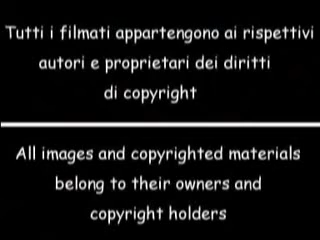 Tutti i filmati appartengono ai rispettivi
autori e proprietari dei diritti
di copyright
All images and copyrighted materials
belong to their owners and
copyright holders